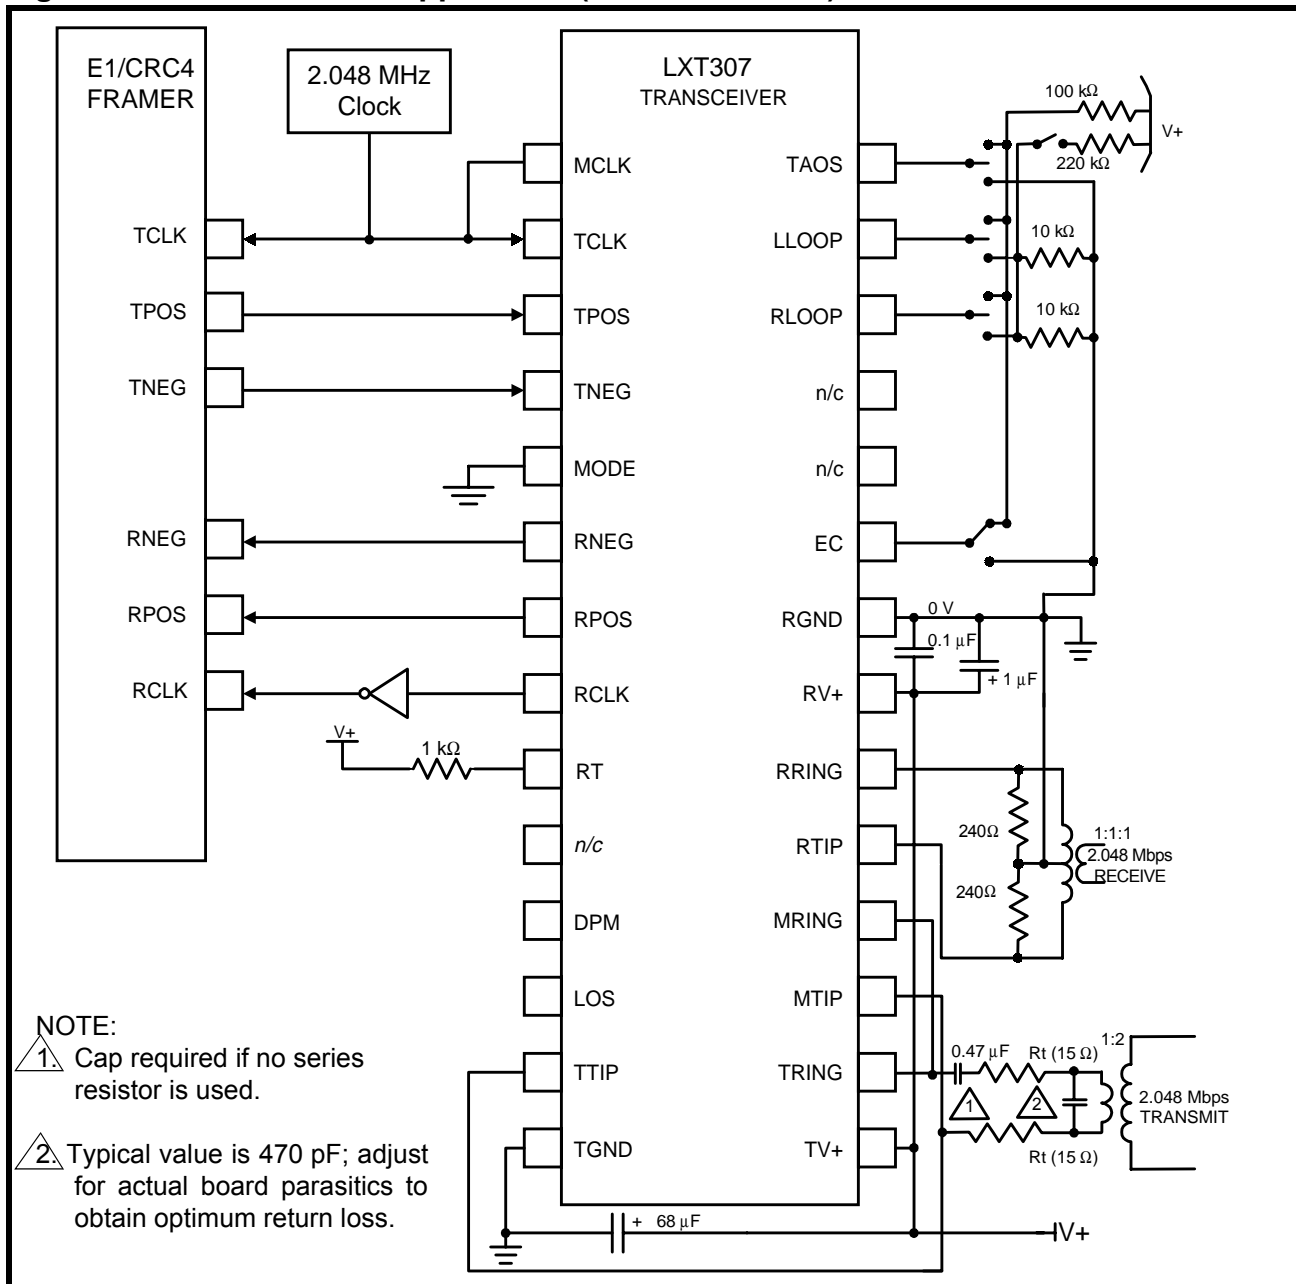 E1/CRC4
FRAMER
2.048 MHz
Clock
LXT307
TRANSCEIVER
100 kΩ
V+
220 kΩ
MCLK
TAOS
TCLK
TCLK
LLOOP
10 kΩ
TPOS
TPOS
RLOOP
10 kΩ
TNEG
TNEG
n/c
MODE
n/c
RNEG
RNEG
EC
RPOS
RPOS
RGND
0 V
0.1 µF
+ 1 µF
RCLK
RCLK
RV+
V+
1 kΩ
RT
RRING
240Ω
1:1:1
2.048 Mbps
RECEIVE
n/c
RTIP
240Ω
DPM
MRING
LOS
MTIP
TTIP
TRING
0.47 µF
Rt (15 Ω)
1:2
1
2
2.048 Mbps
TRANSMIT
TGND
TV+
Rt (15 Ω)
+ 68 µF
V+
NOTE:
1. Cap required if no series
resistor is used.
2. Typical value is 470 pF; adjust
for actual board parasitics to
obtain optimum return loss.